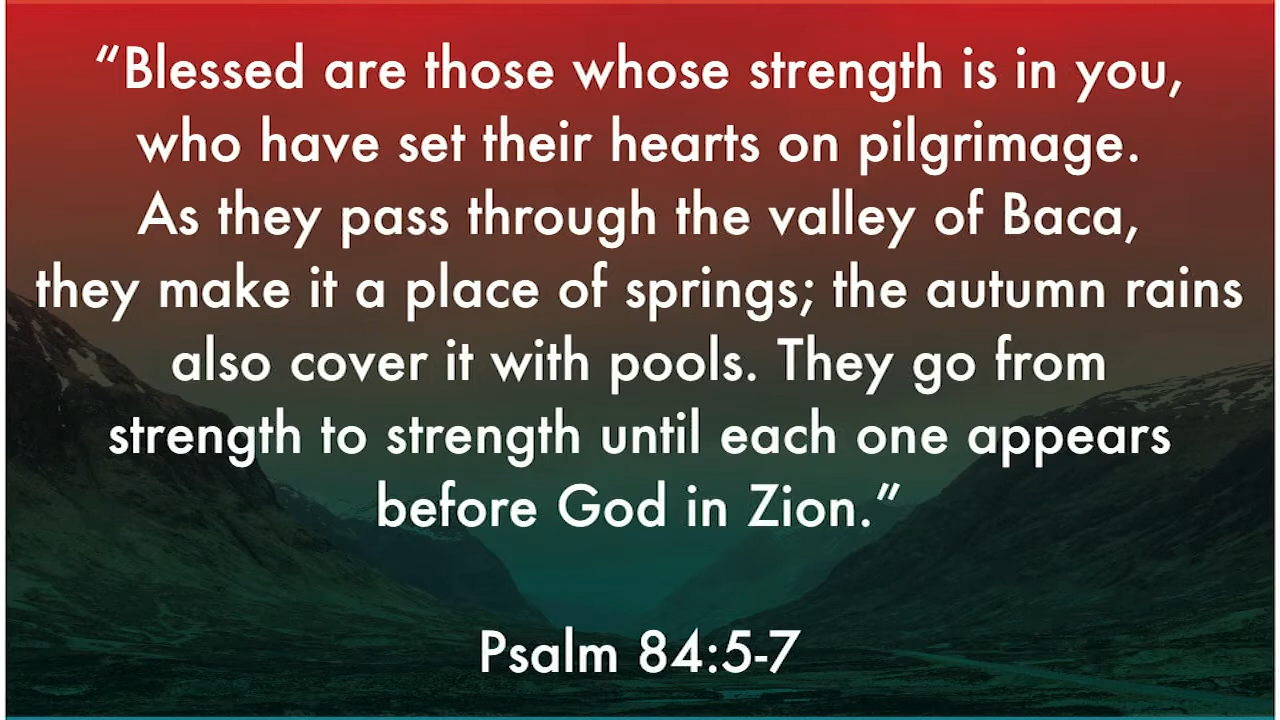 “Blessed are those whose strength is in you,
who have set their hearts on pilgrimage.
As they pass through the valley of Baca,
they make it a place of springs; the autumn rains
also cover it with pools. They go from
strength to strength until each one appears
before God in Zion.”
Psalm 84:5-7